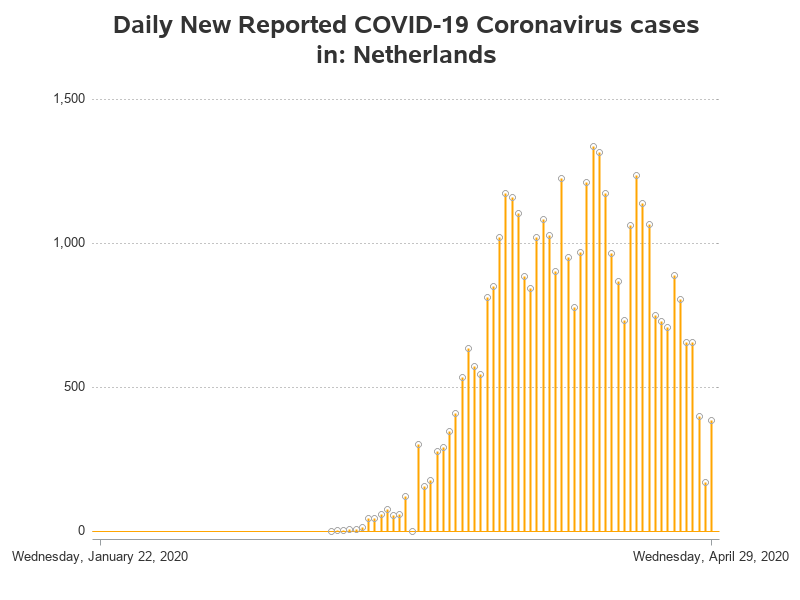 Daily New Reported COVID-19 Coronavirus cases
in: Netherlands
1,500
1,000
500
0
Wednesday, January 22, 2020
Wednesday, April 29, 2020